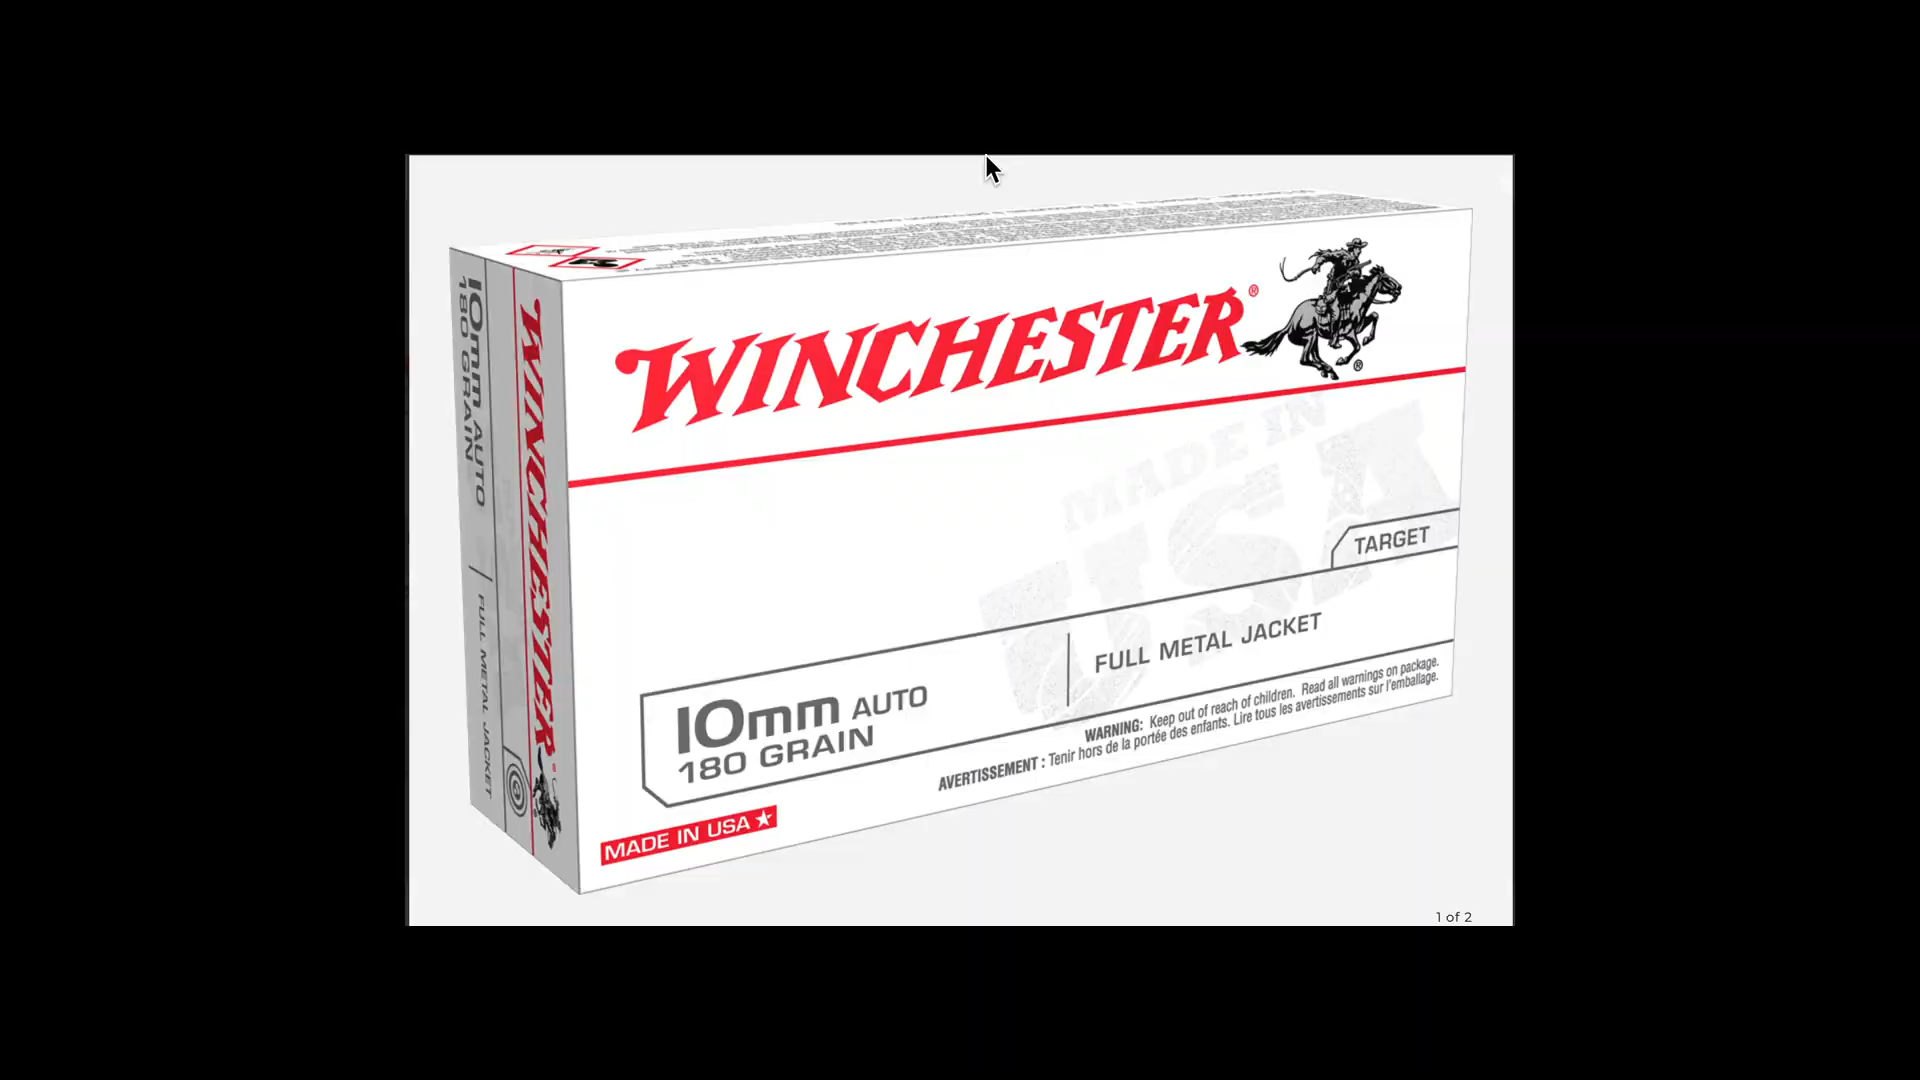 WINCHESTER®
®
MADE IN
USA
TARGET
FULL METAL JACKET
10mm AUTO
180 GRAIN
WARNING: Keep out of reach of children. Read all warnings on package.
AVERTISSEMENT : Tenir hors de la portée des enfants. Lire tous les avertissements sur l'emballage.
MADE IN USA
10mm AUTO
180 GRAIN
FULL METAL JACKET
WINCHESTER®
1 of 2